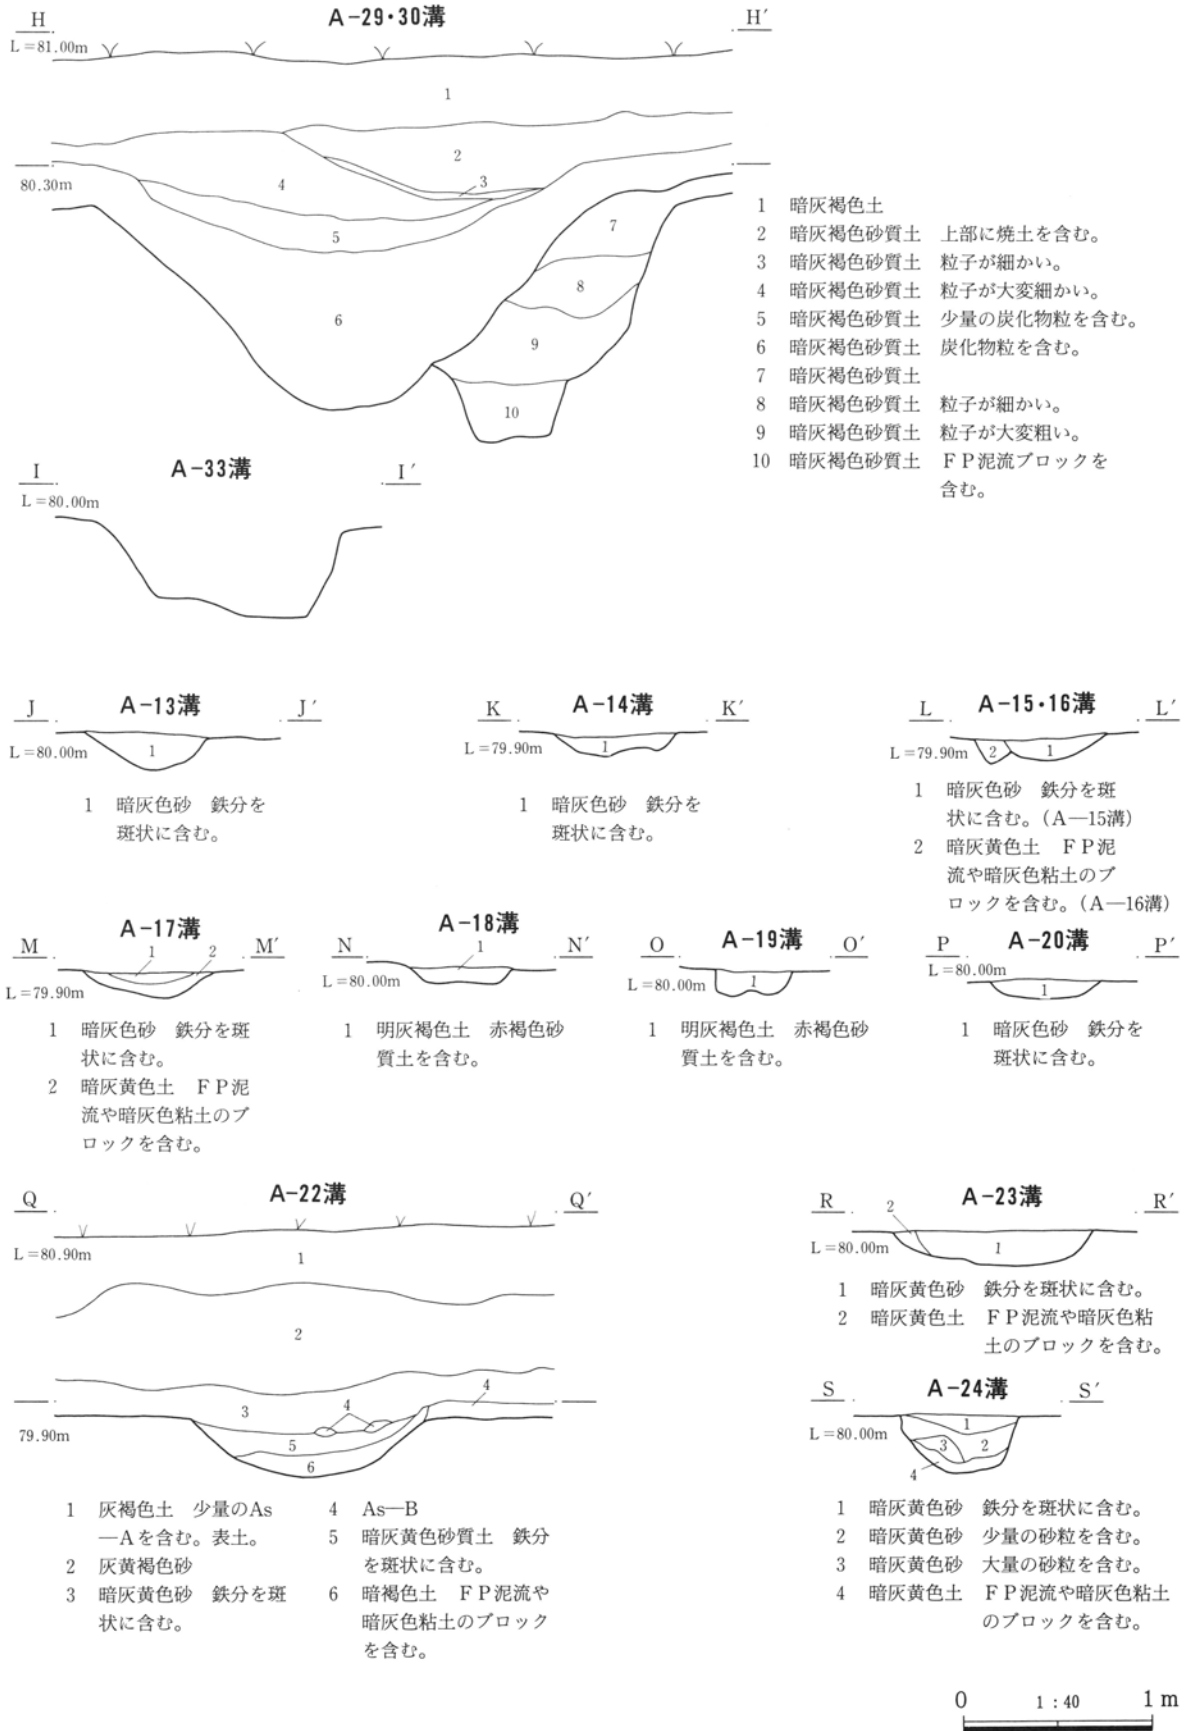 A-29・30溝
H
H′
L=81.00m
80.30m
1
2
3
4
5
6
7
8
9
10
1 暗灰褐色土
2 暗灰褐色砂質土 上部に焼土を含む。
3 暗灰褐色砂質土 粒子が細かい。
4 暗灰褐色砂質土 粒子が大変細かい。
5 暗灰褐色砂質土 少量の炭化物粒を含む。
6 暗灰褐色砂質土 炭化物粒を含む。
7 暗灰褐色砂質土
8 暗灰褐色砂質土 粒子が細かい。
9 暗灰褐色砂質土 粒子が大変粗い。
10 暗灰褐色砂質土 FP泥流ブロックを
含む。
A-33溝
I
I′
L=80.00m
A-13溝
J
J′
L=80.00m
1
1 暗灰色砂 鉄分を
斑状に含む。
A-14溝
K
K′
L=79.90m
1
1 暗灰色砂 鉄分を
斑状に含む。
A-15・16溝
L
L′
L=79.90m
2
1
1 暗灰色砂 鉄分を斑
状に含む。(A―15溝)
2 暗灰黄色土 FP泥
流や暗灰色粘土のブ
ロックを含む。(A―16溝)
A-17溝
M
M′
L=79.90m
1
2
1 暗灰色砂 鉄分を斑
状に含む。
2 暗灰黄色土 FP泥
流や暗灰色粘土のブ
ロックを含む。
A-18溝
N
N′
L=80.00m
1
1 明灰褐色土 赤褐色砂
質土を含む。
A-19溝
O
O′
L=80.00m
1
1 明灰褐色土 赤褐色砂
質土を含む。
A-20溝
P
P′
L=80.00m
1
1 暗灰色砂 鉄分を
斑状に含む。
A-22溝
Q
Q′
L=80.90m
79.90m
1
2
3
4
4
5
6
1 灰褐色土 少量のAs
―Aを含む。表土。
2 灰黄褐色砂
3 暗灰黄色砂 鉄分を斑
状に含む。
4 As―B
5 暗灰黄色砂質土 鉄分
を斑状に含む。
6 暗褐色土 FP泥流や
暗灰色粘土のブロック
を含む。
A-23溝
R
R′
L=80.00m
2
1
1 暗灰黄色砂 鉄分を斑状に含む。
2 暗灰黄色土 FP泥流や暗灰色粘
土のブロックを含む。
A-24溝
S
S′
L=80.00m
1
2
3
4
1 暗灰黄色砂 鉄分を斑状に含む。
2 暗灰黄色砂 少量の砂粒を含む。
3 暗灰黄色砂 大量の砂粒を含む。
4 暗灰黄色土 FP泥流や暗灰色粘土
のブロックを含む。
0 1:40 1m